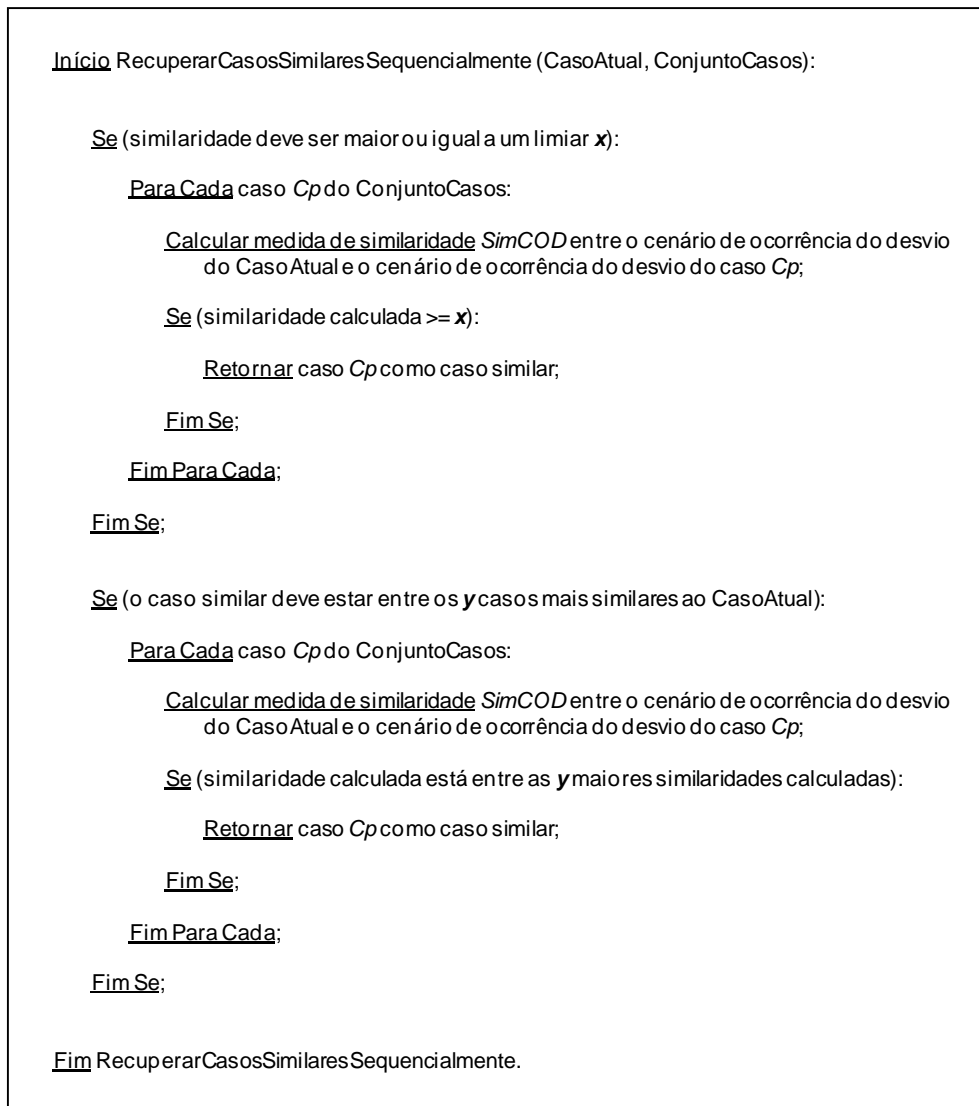 Início RecuperarCasosSimilaresSequencialmente (CasoAtual, ConjuntoCasos):
Se (similaridade deve ser maior ou igual a um limiar x):
Para Cada caso Cp do ConjuntoCasos:
Calcular medida de similaridade SimCOD entre o cenário de ocorrência do desvio
do CasoAtual e o cenário de ocorrência do desvio do caso Cp;
Se (similaridade calculada >= x):
Retornar caso Cp como caso similar;
Fim Se;
Fim Para Cada;
Fim Se;
Se (o caso similar deve estar entre os y casos mais similares ao CasoAtual):
Para Cada caso Cp do ConjuntoCasos:
Calcular medida de similaridade SimCOD entre o cenário de ocorrência do desvio
do CasoAtual e o cenário de ocorrência do desvio do caso Cp;
Se (similaridade calculada está entre as y maiores similaridades calculadas):
Retornar caso Cp como caso similar;
Fim Se;
Fim Para Cada;
Fim Se;
Fim RecuperarCasosSimilaresSequencialmente.